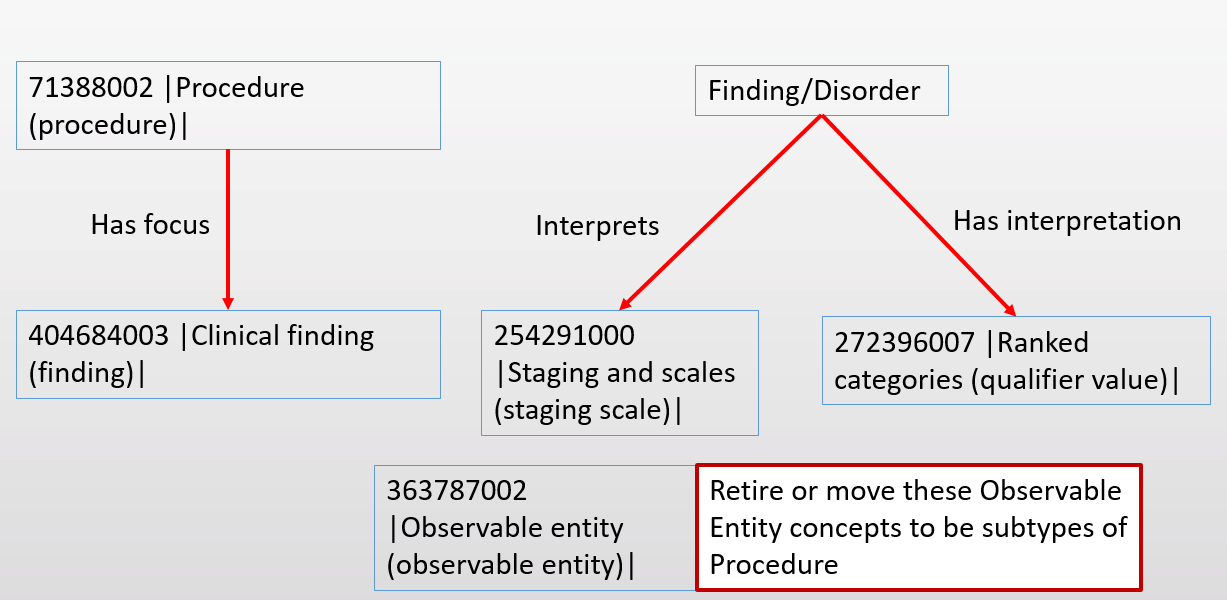 71388002 |Procedure
(procedure)|
Finding/Disorder
Has focus
Interprets
Has interpretation
404684003 |Clinical finding
(finding)|
254291000
|Staging and scales
(staging scale)|
272396007 |Ranked
categories (qualifier value)|
363787002
|Observable entity
(observable entity)|
Retire or move these Observable
Entity concepts to be subtypes of
Procedure